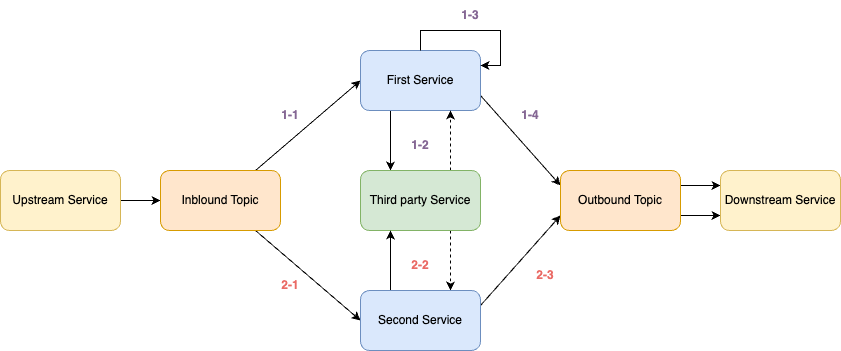 1-3
First Service
1-1
1-4
1-2
Upstream Service
Inblound Topic
Third party Service
Outbound Topic
Downstream Service
2-1
2-2
2-3
Second Service